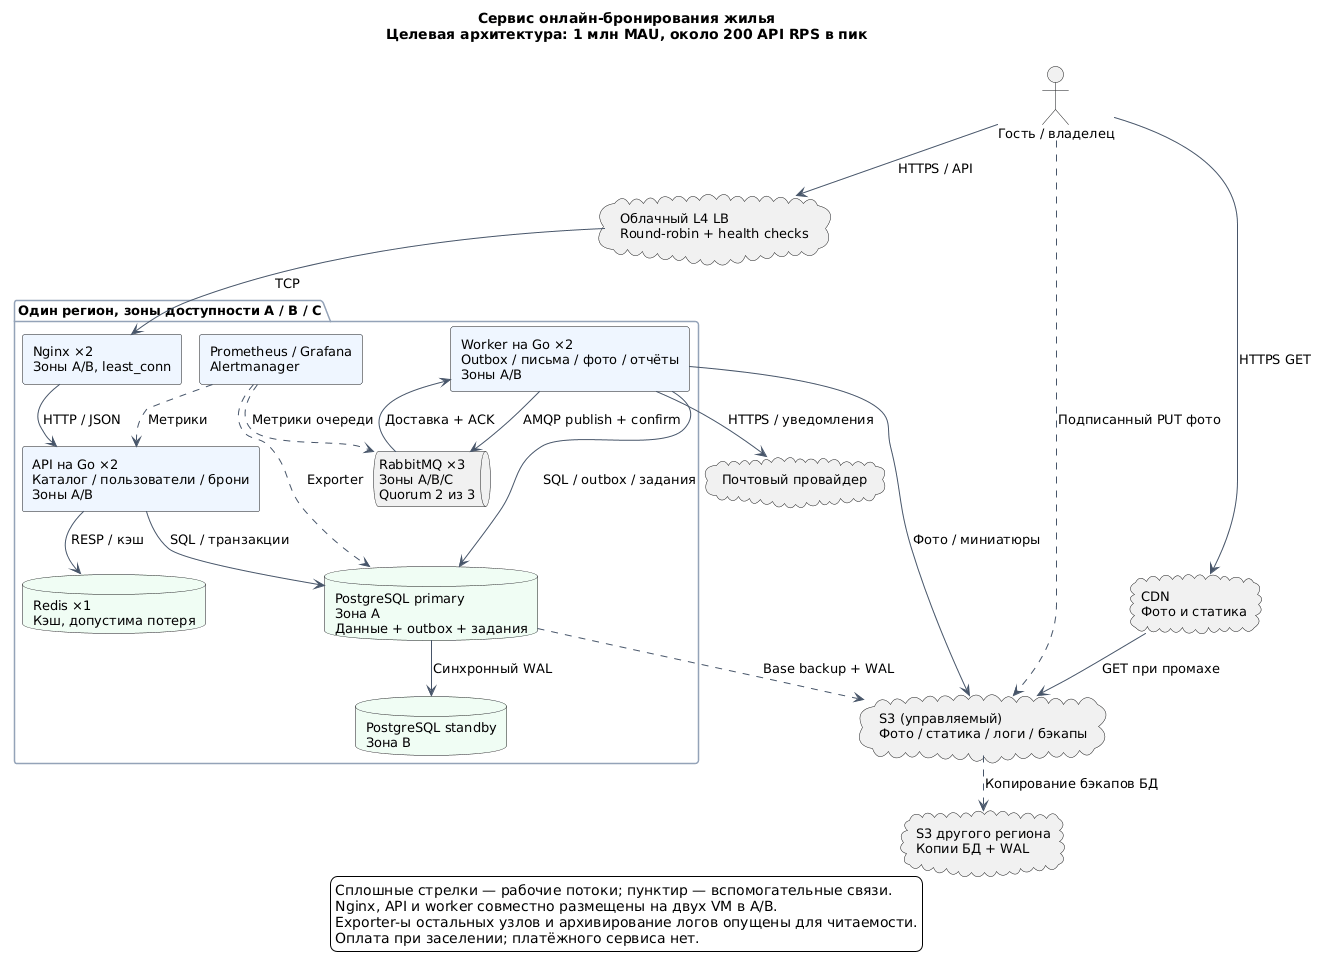 Сервис онлайн-бронирования жилья
Целевая архитектура: 1 млн MAU, около 200 API RPS в пик
Гость / владелец
HTTPS / API
Облачный L4 LB
Round-robin + health checks
TCP
Один регион, зоны доступности A / B / C
Nginx ×2
Зоны A/B, least_conn
Prometheus / Grafana
Alertmanager
Worker на Go ×2
Outbox / письма / фото / отчёты
Зоны A/B
HTTPS GET
HTTP / JSON
Метрики
Метрики очереди
Доставка + ACK
AMQP publish + confirm
HTTPS / уведомления
Подписанный PUT фото
API на Go ×2
Каталог / пользователи / брони
Зоны A/B
Exporter
RabbitMQ ×3
Зоны A/B/C
Quorum 2 из 3
SQL / outbox / задания
Почтовый провайдер
RESP / кэш
SQL / транзакции
Фото / миниатюры
Redis ×1
Кэш, допустима потеря
PostgreSQL primary
Зона A
Данные + outbox + задания
CDN
Фото и статика
Синхронный WAL
Base backup + WAL
GET при промахе
PostgreSQL standby
Зона B
S3 (управляемый)
Фото / статика / логи / бэкапы
Копирование бэкапов БД
S3 другого региона
Копии БД + WAL
Сплошные стрелки — рабочие потоки; пунктир — вспомогательные связи.
Nginx, API и worker совместно размещены на двух VM в A/B.
Exporter-ы остальных узлов и архивирование логов опущены для читаемости.
Оплата при заселении; платёжного сервиса нет.